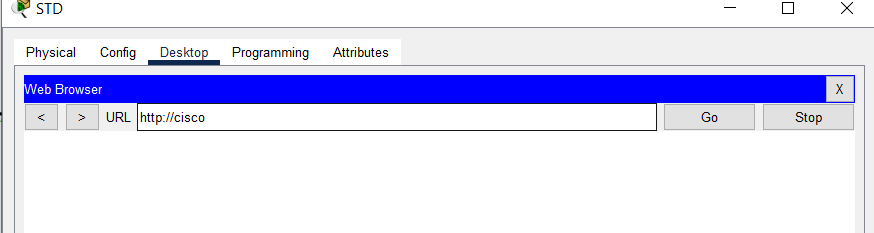 STD
Physical Config Desktop Programming Attributes
Web Browser X
< > URL http://cisco Go Stop